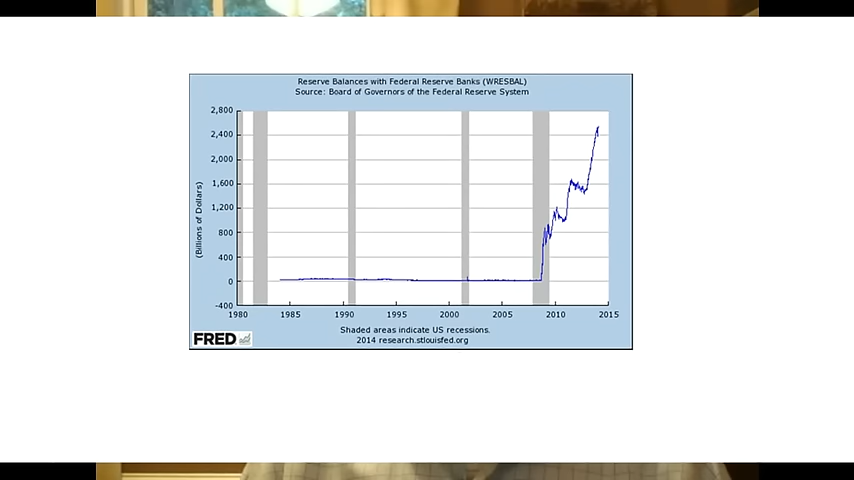 Reserve Balances with Federal Reserve Banks (WRESBAL)
Source: Board of Governors of the Federal Reserve System
2,800
2,400
2,000
1,600
1,200
800
400
0
-400
(Billions of Dollars)
1980 1985 1990 1995 2000 2005 2010 2015
Shaded areas indicate US recessions.
2014 research.stlouisfed.org
FRED